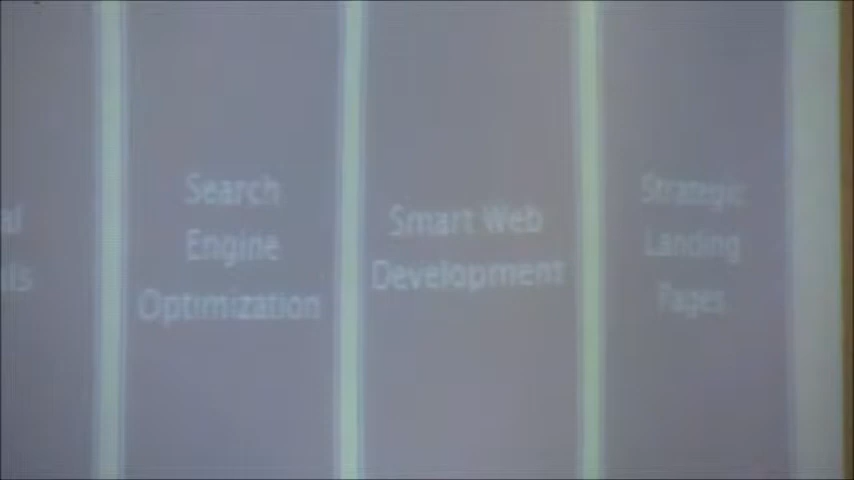 Search
Engine
Optimization
Smart Web
Development
Strategic
Landing
Pages